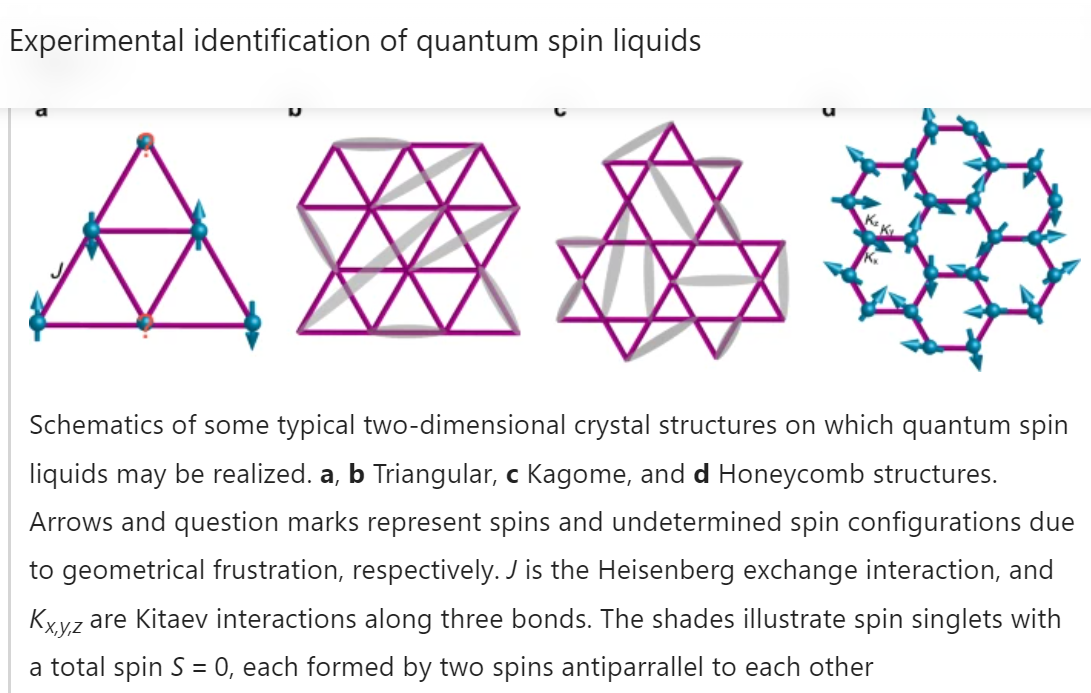 Experimental identification of quantum spin liquids
a b c d
? J ? Kz Ky Kx
Schematics of some typical two-dimensional crystal structures on which quantum spin
liquids may be realized. a, b Triangular, c Kagome, and d Honeycomb structures.
Arrows and question marks represent spins and undetermined spin configurations due
to geometrical frustration, respectively. J is the Heisenberg exchange interaction, and
Kx,y,z are Kitaev interactions along three bonds. The shades illustrate spin singlets with
a total spin S = 0, each formed by two spins antiparrallel to each other